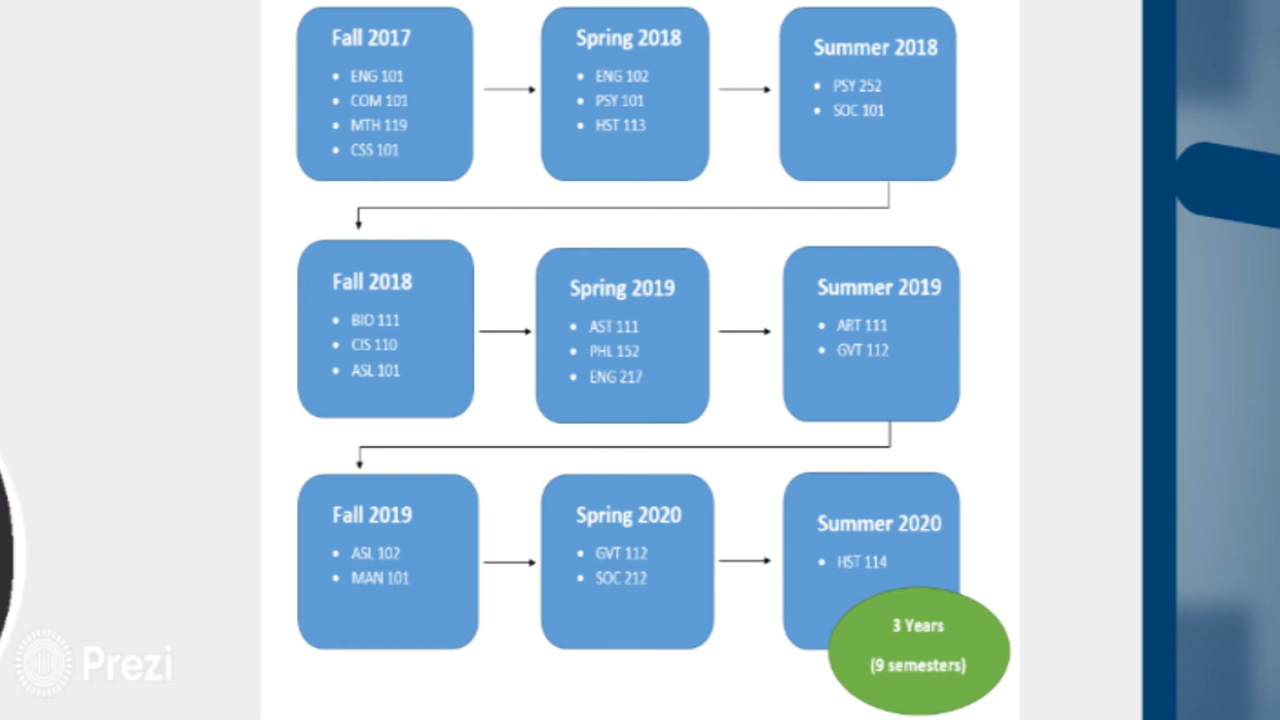 Fall 2017
• ENG 101
• COM 101
• MTH 119
• CSS 101
Spring 2018
• ENG 102
• PSY 101
• HST 113
Summer 2018
• PSY 252
• SOC 101
Fall 2018
• BIO 111
• CIS 110
• ASL 101
Spring 2019
• AST 111
• PHL 152
• ENG 217
Summer 2019
• ART 111
• GVT 112
Fall 2019
• ASL 102
• MAN 101
Spring 2020
• GVT 112
• SOC 212
Summer 2020
• HST 114
3 Years
(9 semesters)
Prezi